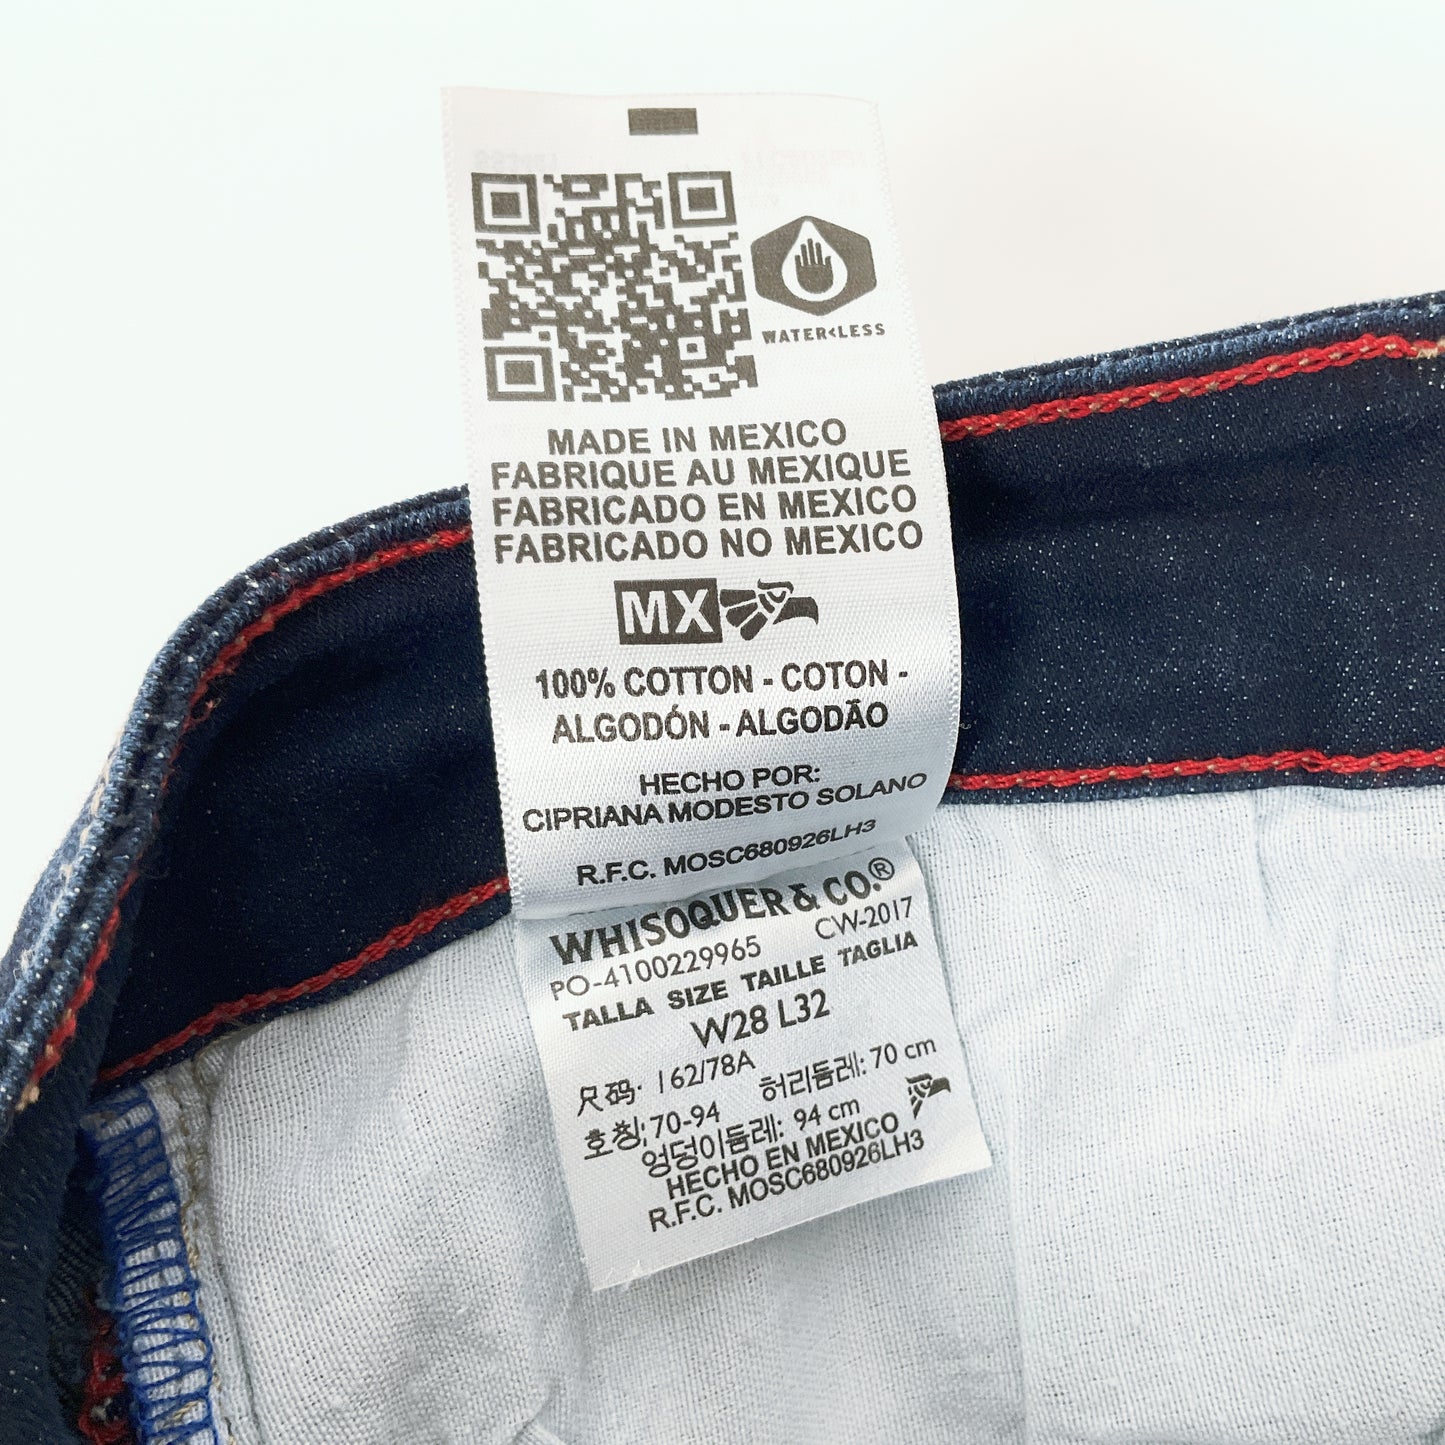 WATER<LESS
MADE IN MEXICO
FABRIQUE AU MEXIQUE
FABRICADO EN MEXICO
FABRICADO NO MEXICO
MX
100% COTTON - COTON -
ALGODÓN - ALGODÃO
HECHO POR:
CIPRIANA MODESTO SOLANO
R.F.C. MOSC680926LH3
WHISOQUER & CO.®
PO-4100229965 CW-2017
TALLA SIZE TAILLE TAGLIA
W28 L32
尺码: 162/78A 허리둘레: 70 cm
호칭; 70-94 엉덩이둘레: 94 cm
HECHO EN MEXICO
R.F.C. MOSC680926LH3